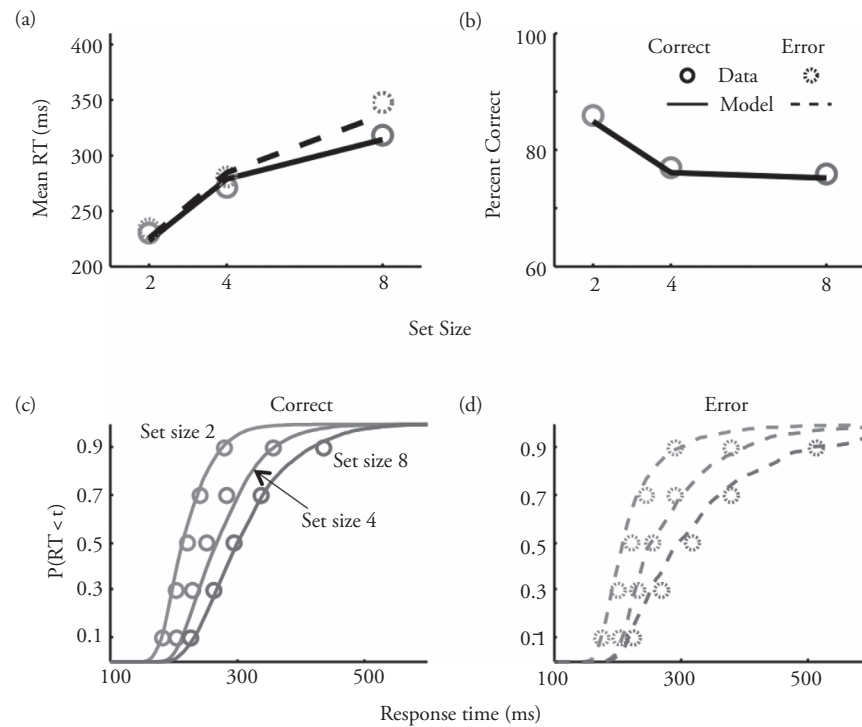 (a)
400
350
300
250
200
Mean RT (ms)
2 4 8
(b)
100
80
60
Percent Correct
Correct Error
Data
Model
2 4 8
Set Size
(c)
Correct
0.9
0.7
0.5
0.3
0.1
P(RT < t)
Set size 2
Set size 8
Set size 4
100 300 500
(d)
Error
0.9
0.7
0.5
0.3
0.1
100 300 500
Response time (ms)